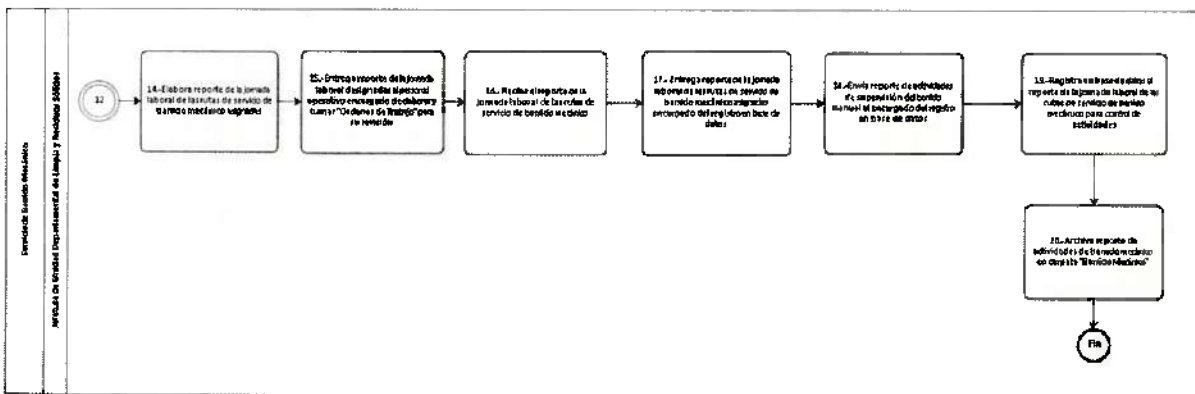 Servicio de Barrido Mecánico
Jefatura de Unidad Departamental de Limpia y Residuos Sólidos
12
14.-Elabora reporte de la jornada
laboral de las rutas de servicio de
barrido mecánico asignadas
15.-Entrega reporte de la jornada
laboral designadas al personal
operativo encargado de elaborar y
turnar "Ordenes de Trabajo" para
su revisión
16.- el reporte de la
jornada laboral de las rutas de
servicio de barrido Mecánico
17.-Entrega reporte de la jornada
laboral de las rutas de servicio de
barrido mecánico asignadas
encargado del registro en base de
datos
18.-Envía reporte de actividades
de supervisión del barrido
manual al encargado del registro
en base de datos
19.-Registra en base de datos el
reporte de la jornada laboral de las
rutas de servicio de barrido
mecánico para control de
actividades
20.-Archiva reporte de
actividades de barrido mecánico
en carpeta "Barrido Mecánico"
Fin